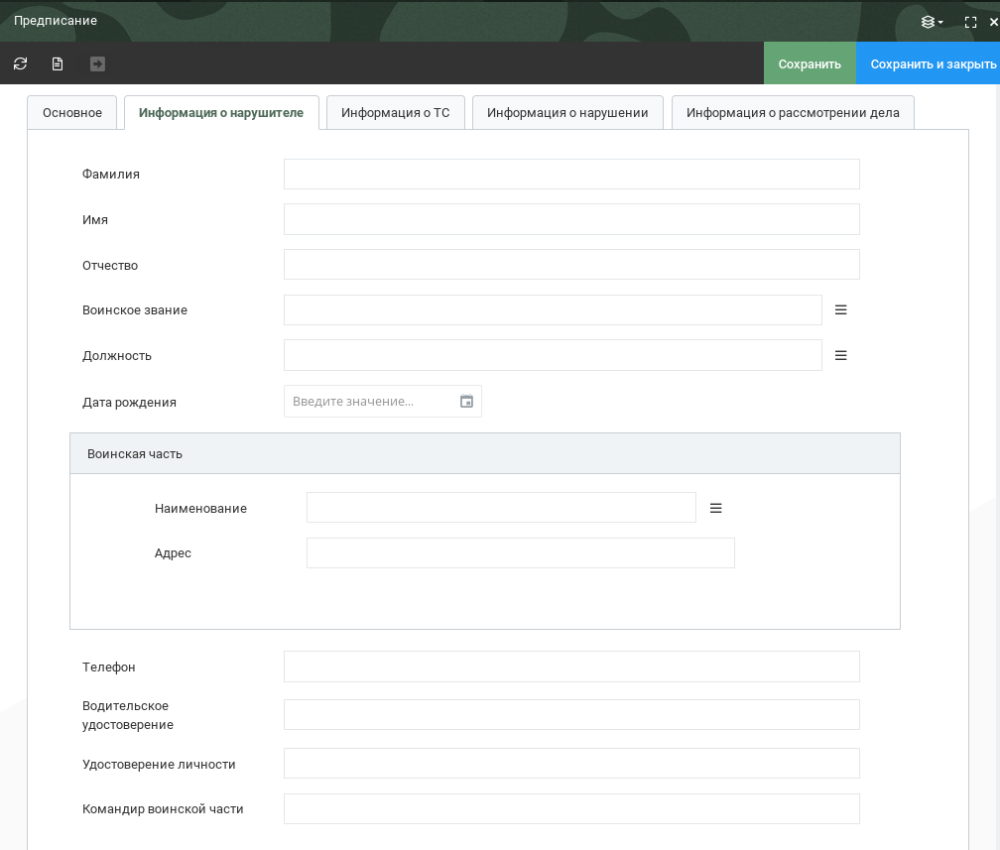 Предписание
Сохранить
Сохранить и закрыть
Основное
Информация о нарушителе
Информация о ТС
Информация о нарушении
Информация о рассмотрении дела
Фамилия
Имя
Отчество
Воинское звание
Должность
Дата рождения
Введите значение...
Воинская часть
Наименование
Адрес
Телефон
Водительское
удостоверение
Удостоверение личности
Командир воинской части